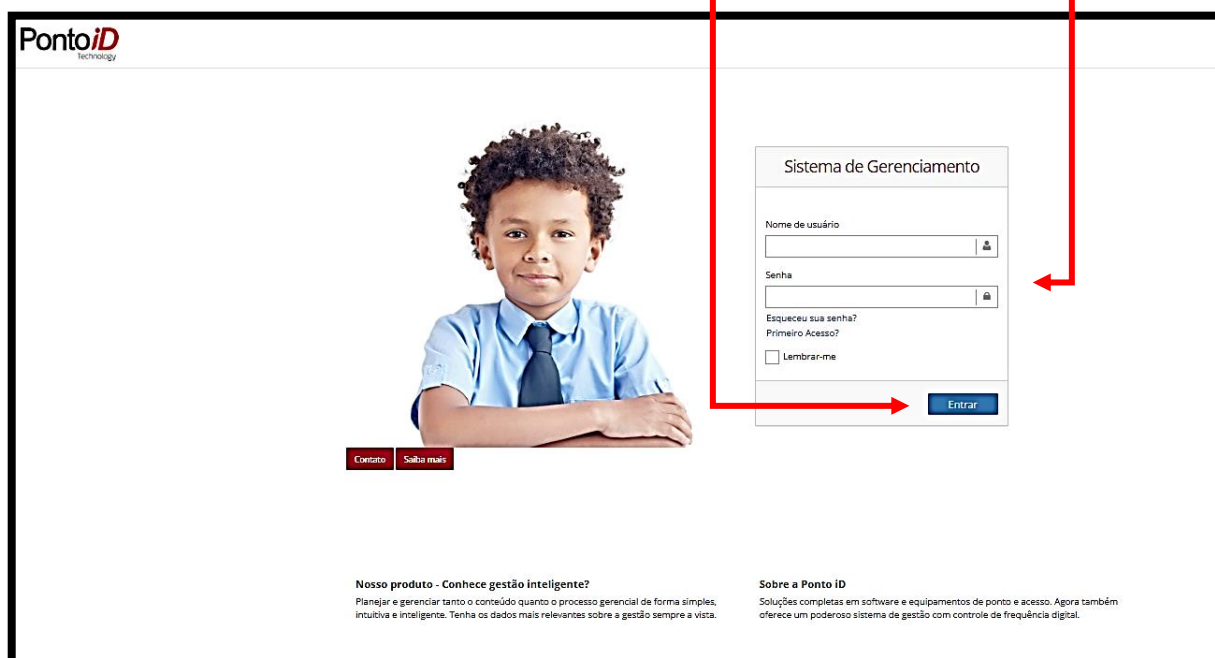 PontoiD
Technology
Sistema de Gerenciamento
Nome de usuário
Senha
Esqueceu sua senha?
Primeiro Acesso?
Lembrar-me
Entrar
Contato
Saiba mais
Nosso produto - Conhece gestão inteligente?
Planejar e gerenciar tanto o conteúdo quanto o processo gerencial de forma simples,
intuitiva e inteligente. Tenha os dados mais relevantes sobre a gestão sempre a vista.
Sobre a Ponto iD
Soluções completas em software e equipamentos de ponto e acesso. Agora também
oferece um poderoso sistema de gestão com controle de frequência digital.